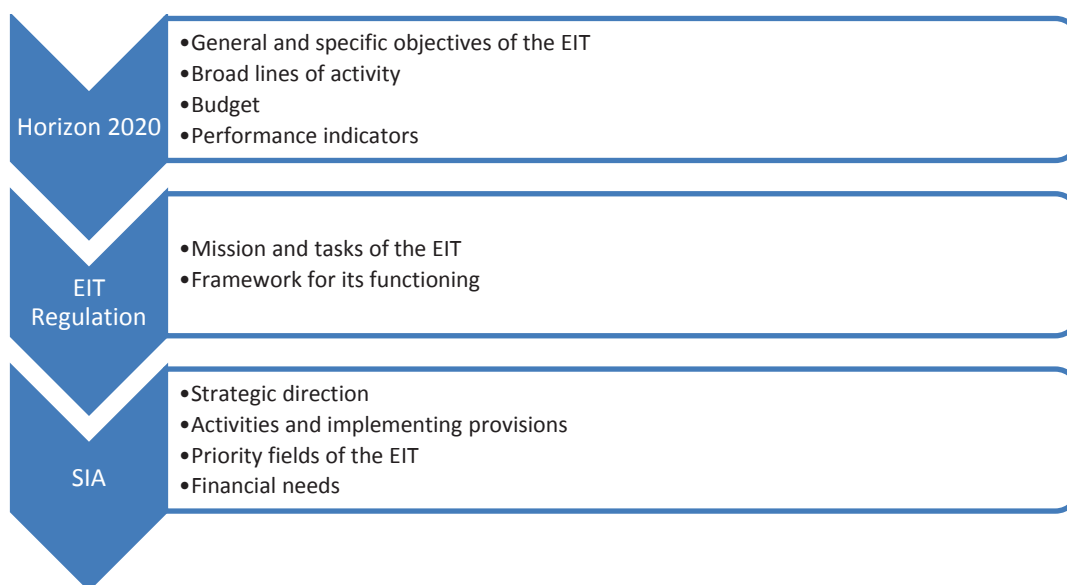 Horizon 2020
•General and specific objectives of the EIT
•Broad lines of activity
•Budget
•Performance indicators
EIT
Regulation
•Mission and tasks of the EIT
•Framework for its functioning
SIA
•Strategic direction
•Activities and implementing provisions
•Priority fields of the EIT
•Financial needs